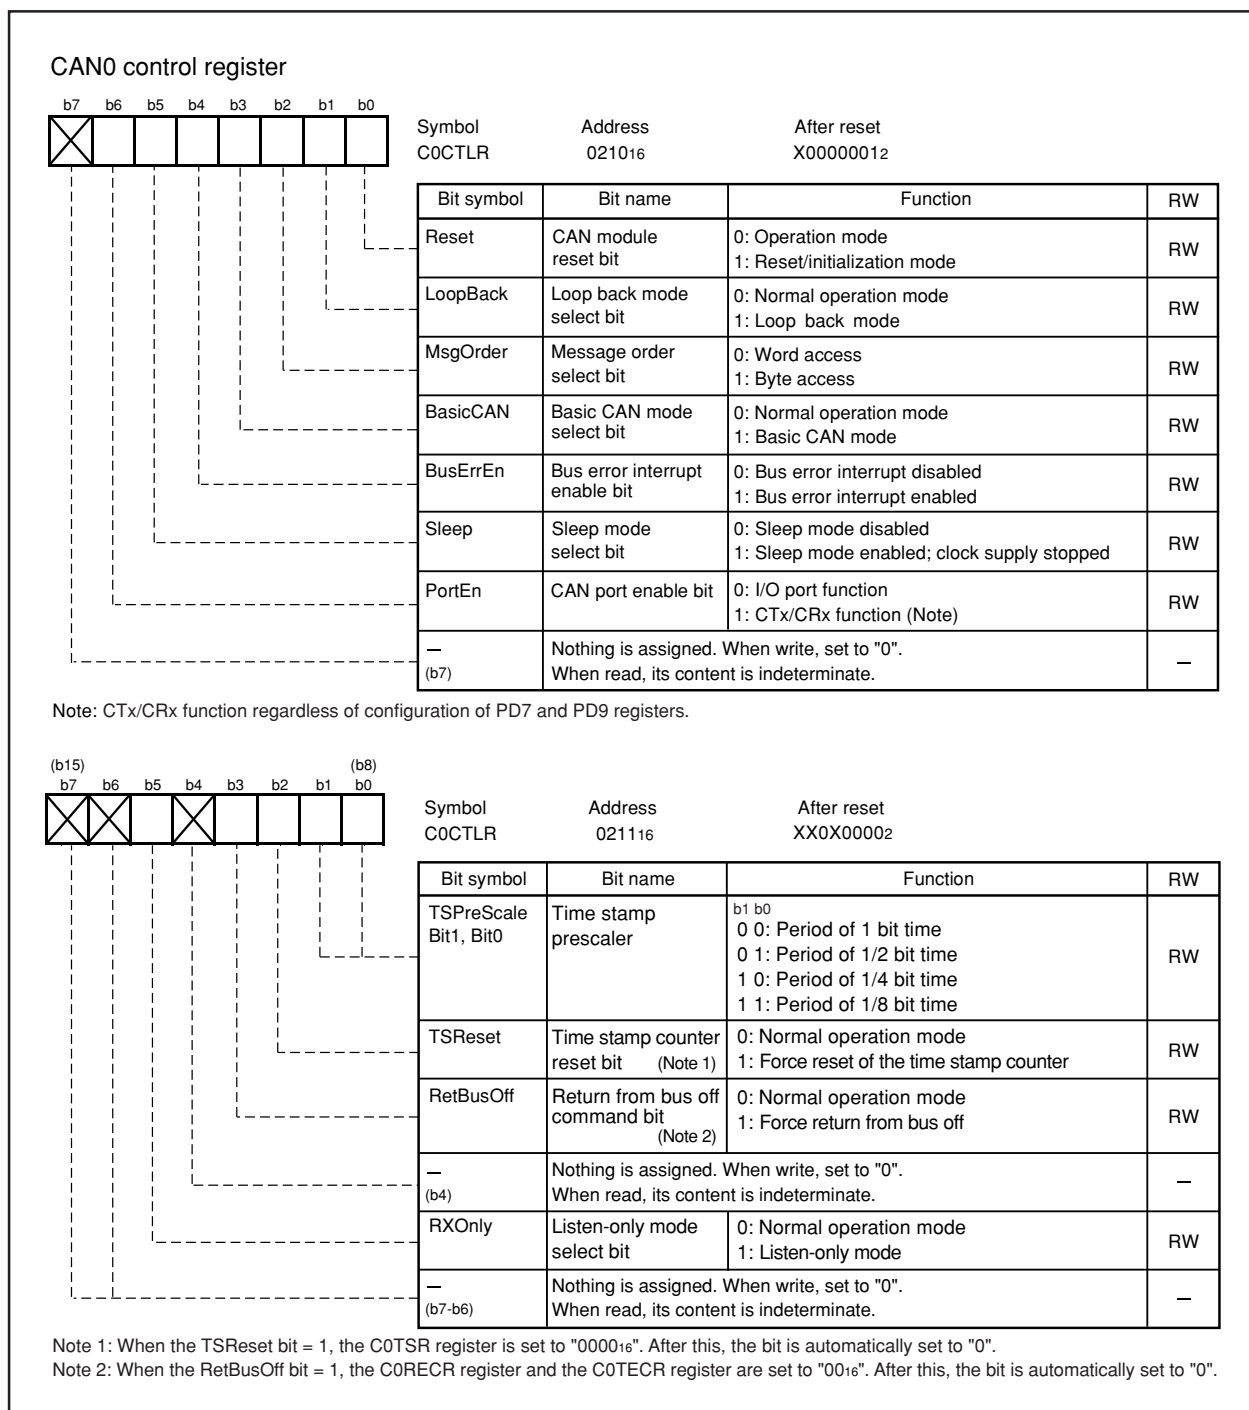 CAN0 control register
b7 b6 b5 b4 b3 b2 b1 b0
Symbol Address After reset
C0CTLR 021016 X00000012
Bit symbol Bit name Function RW
Reset CAN module reset bit 0: Operation mode RW
1: Reset/initialization mode
LoopBack Loop back mode select bit 0: Normal operation mode RW
1: Loop back mode
MsgOrder Message order select bit 0: Word access RW
1: Byte access
BasicCAN Basic CAN mode select bit 0: Normal operation mode RW
1: Basic CAN mode
BusErrEn Bus error interrupt enable bit 0: Bus error interrupt disabled RW
1: Bus error interrupt enabled
Sleep Sleep mode select bit 0: Sleep mode disabled RW
1: Sleep mode enabled; clock supply stopped
PortEn CAN port enable bit 0: I/O port function RW
1: CTx/CRx function (Note)
— Nothing is assigned. When write, set to "0". —
(b7) When read, its content is indeterminate.
Note: CTx/CRx function regardless of configuration of PD7 and PD9 registers.
(b15) (b8)
b7 b6 b5 b4 b3 b2 b1 b0
Symbol Address After reset
C0CTLR 021116 XX0X00002
Bit symbol Bit name Function RW
TSPreScale Bit1, Bit0 Time stamp prescaler b1 b0 RW
0 0: Period of 1 bit time
0 1: Period of 1/2 bit time
1 0: Period of 1/4 bit time
1 1: Period of 1/8 bit time
TSReset Time stamp counter reset bit (Note 1) 0: Normal operation mode RW
1: Force reset of the time stamp counter
RetBusOff Return from bus off command bit (Note 2) 0: Normal operation mode RW
1: Force return from bus off
— Nothing is assigned. When write, set to "0". —
(b4) When read, its content is indeterminate.
RXOnly Listen-only mode select bit 0: Normal operation mode RW
1: Listen-only mode
— Nothing is assigned. When write, set to "0". —
(b7-b6) When read, its content is indeterminate.
Note 1: When the TSReset bit = 1, the C0TSR register is set to "000016". After this, the bit is automatically set to "0".
Note 2: When the RetBusOff bit = 1, the C0RECR register and the C0TECR register are set to "0016". After this, the bit is automatically set to "0".